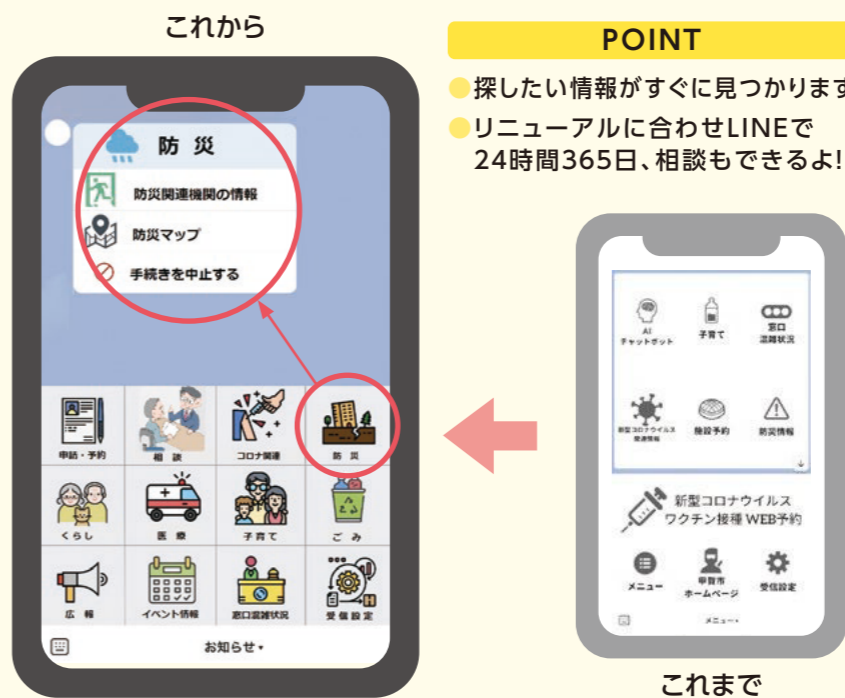 これから
防 災
防災関連機関の情報
防災マップ
手続きを中止する
申請・予約
相 談
コロナ関連
防 災
くらし
医 療
子育て
ご み
広 報
イベント情報
窓口混雑状況
受信設定
お知らせ
POINT
探したい情報がすぐに見つかります
リニューアルに合わせLINEで
24時間365日、相談もできるよ!
AI
チャットボット
子育て
窓口
混雑状況
新型コロナウイルス
関連情報
施設予約
防災情報
新型コロナウイルス
ワクチン接種 WEB予約
メニュー
甲賀市
ホームページ
受信設定
メニュー
これまで